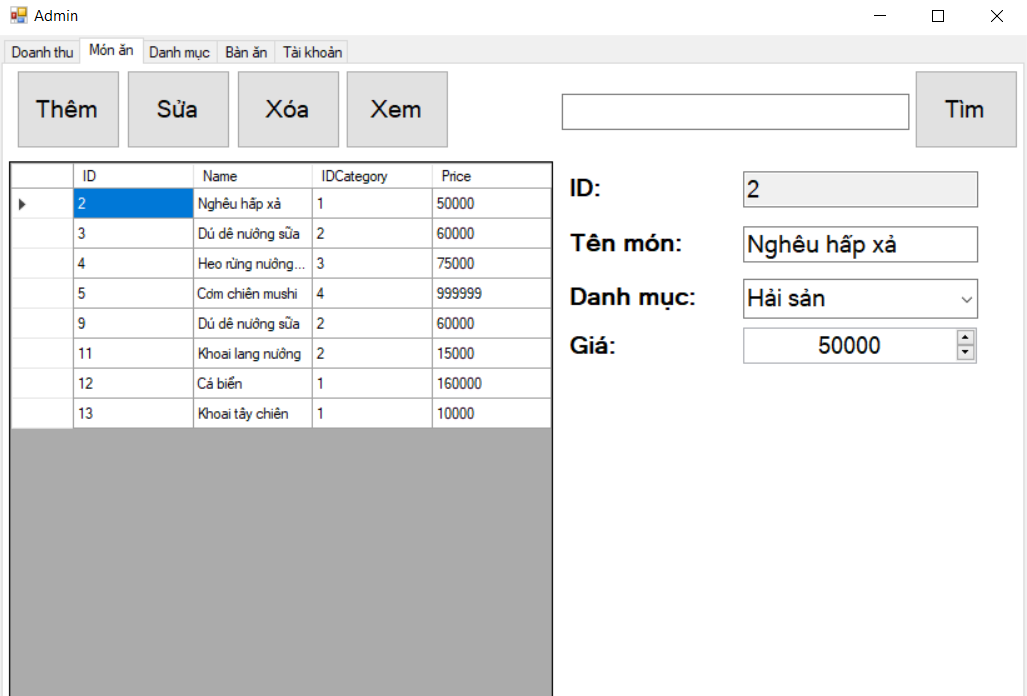 Admin
Doanh thu Món ăn Danh mục Bàn ăn Tài khoản
Thêm Sửa Xóa Xem Tìm
ID Name IDCategory Price
2 Nghêu hấp xả 1 50000
3 Dú dê nướng sữa 2 60000
4 Heo rừng nướng... 3 75000
5 Cơm chiên mushi 4 999999
9 Dú dê nướng sữa 2 60000
11 Khoai lang nướng 2 15000
12 Cá biển 1 160000
13 Khoai tây chiên 1 10000
ID: 2
Tên món: Nghêu hấp xả
Danh mục: Hải sản
Giá: 50000